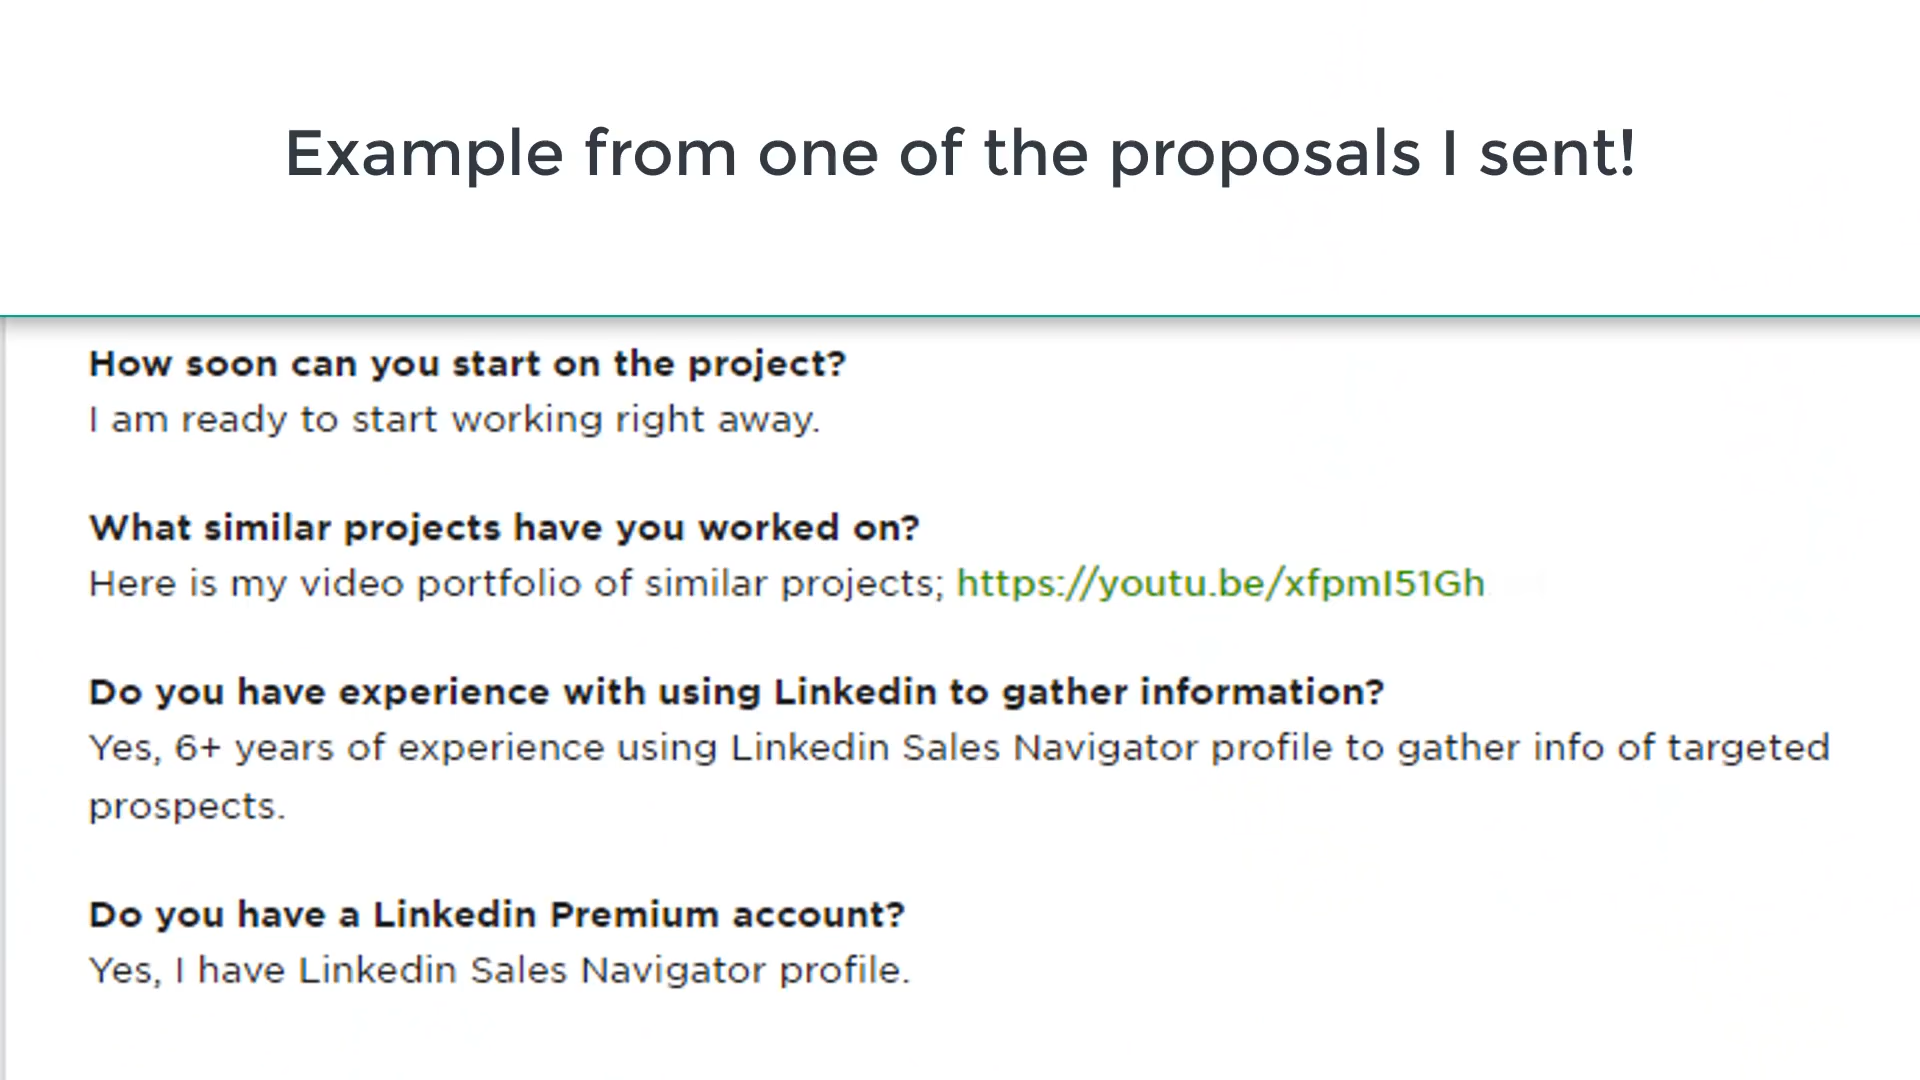 Example from one of the proposals I sent!
How soon can you start on the project?
I am ready to start working right away.
What similar projects have you worked on?
Here is my video portfolio of similar projects; https://youtu.be/xfpmI51Gh
Do you have experience with using Linkedin to gather information?
Yes, 6+ years of experience using Linkedin Sales Navigator profile to gather info of targeted
prospects.
Do you have a Linkedin Premium account?
Yes, I have Linkedin Sales Navigator profile.